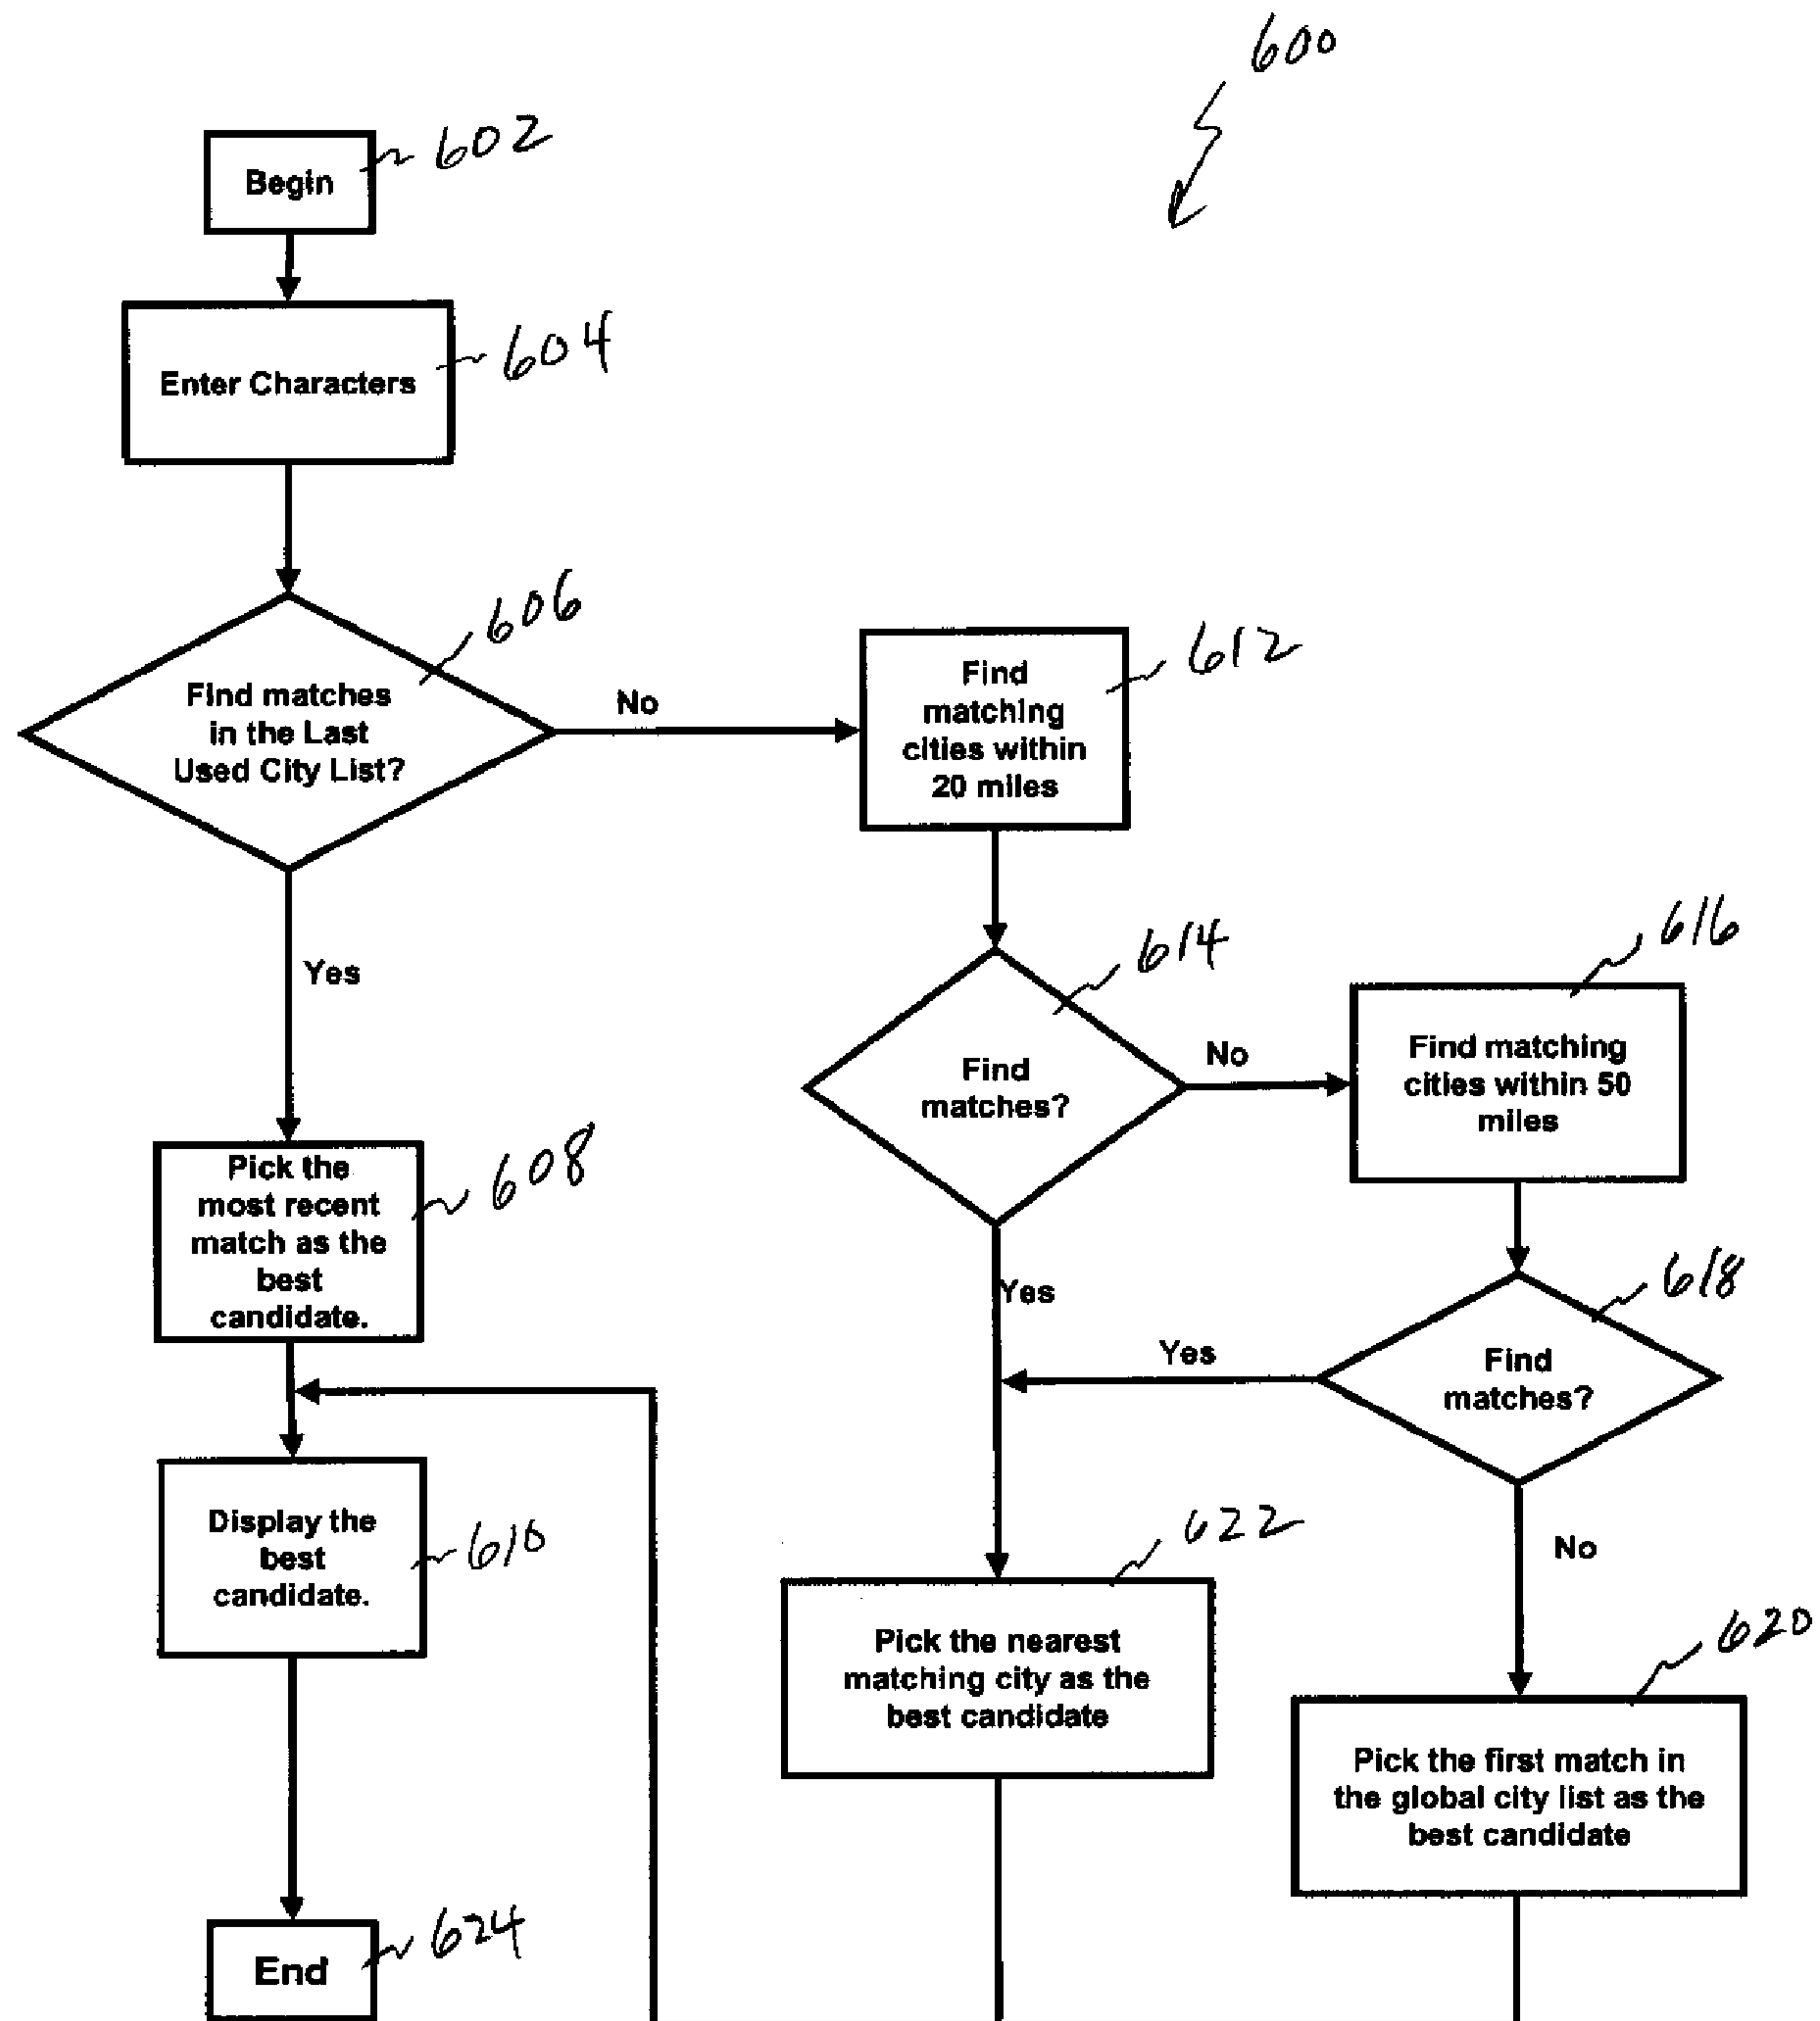 600
Begin
602
Enter Characters
604
Find matches
in the Last
Used City List?
606
No
Yes
Find
matching
cities within
20 miles
612
Find
matches?
614
No
Yes
Find matching
cities within 50
miles
616
Find
matches?
618
Yes
No
Pick the
most recent
match as the
best
candidate.
608
Display the
best
candidate.
610
Pick the nearest
matching city as the
best candidate
622
Pick the first match in
the global city list as the
best candidate
620
End
624